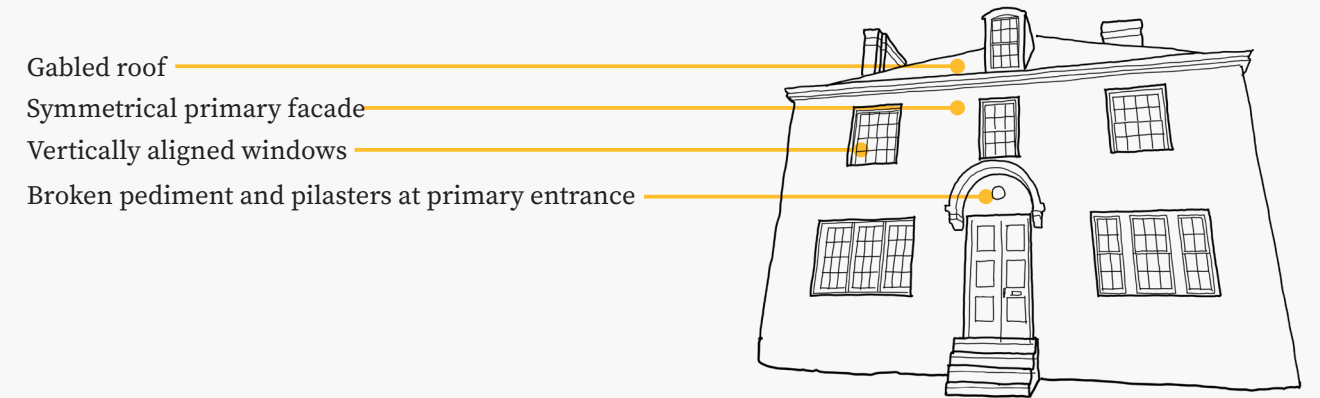 Gabled roof
Symmetrical primary facade
Vertically aligned windows
Broken pediment and pilasters at primary entrance